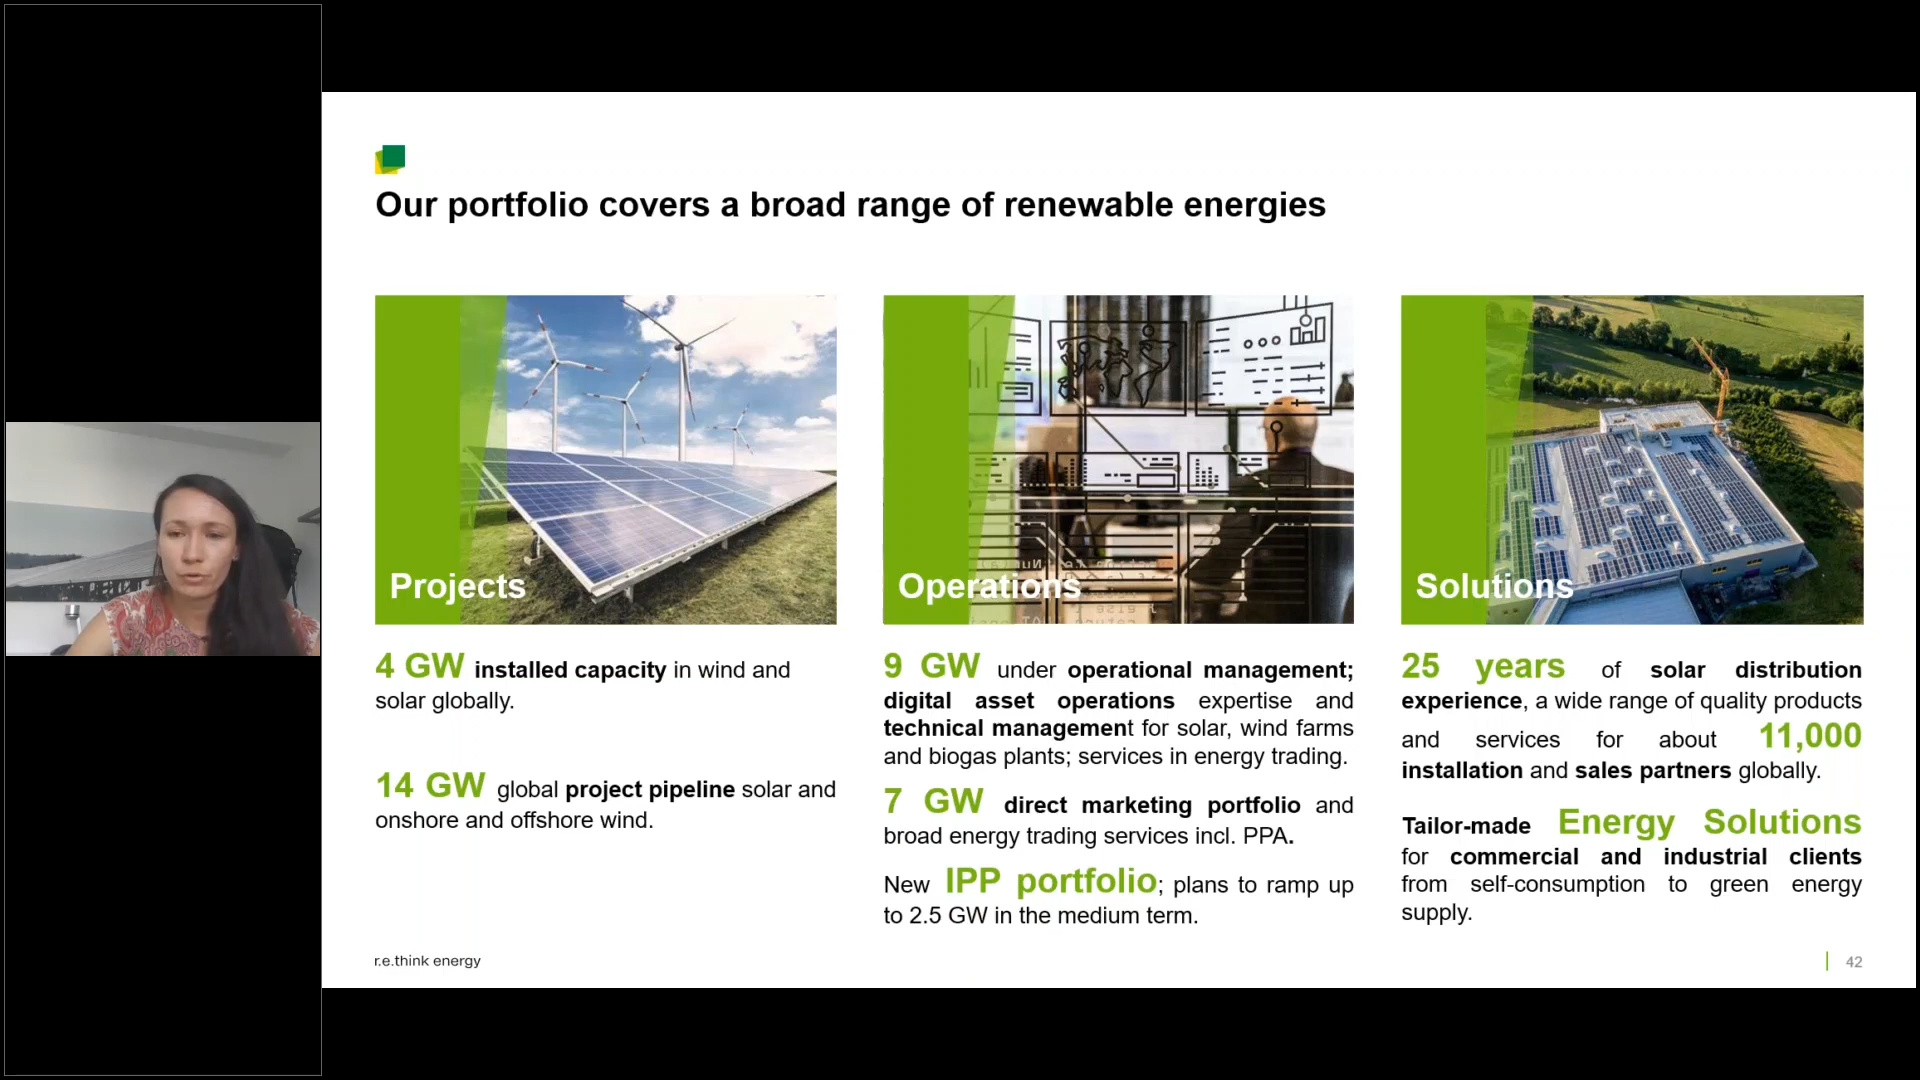 Our portfolio covers a broad range of renewable energies
Projects
4 GW installed capacity in wind and
solar globally.
14 GW global project pipeline solar and
onshore and offshore wind.
Operations
9 GW under operational management;
digital asset operations expertise and
technical management for solar, wind farms
and biogas plants; services in energy trading.
7 GW direct marketing portfolio and
broad energy trading services incl. PPA.
New IPP portfolio; plans to ramp up
to 2.5 GW in the medium term.
Solutions
25 years of solar distribution
experience, a wide range of quality products
and services for about 11,000
installation and sales partners globally.
Tailor-made Energy Solutions
for commercial and industrial clients
from self-consumption to green energy
supply.
r.e.think energy
42